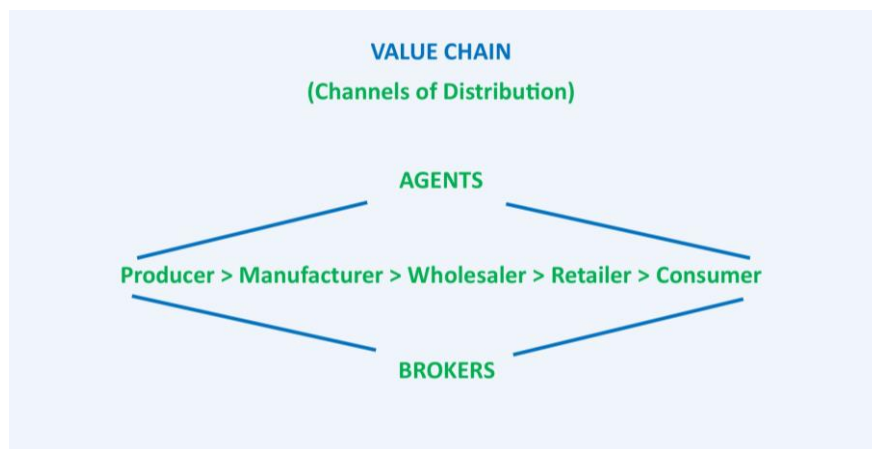 VALUE CHAIN
(Channels of Distribution)
AGENTS
Producer > Manufacturer > Wholesaler > Retailer > Consumer
BROKERS